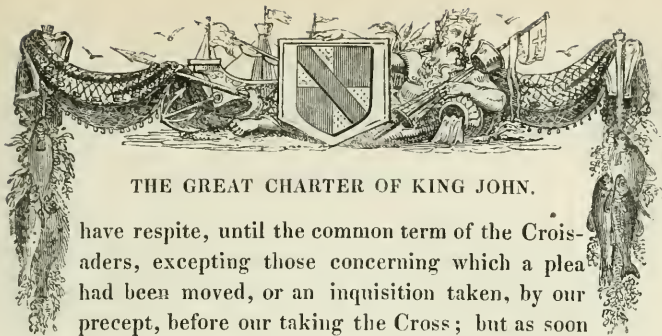 THE GREAT CHARTER OF KING JOHN.
have respite, until the common term of the Crois-
aders, excepting those concerning which a plea
had been moved, or an inquisition taken, by our
precept, before our taking the Cross; but as soon